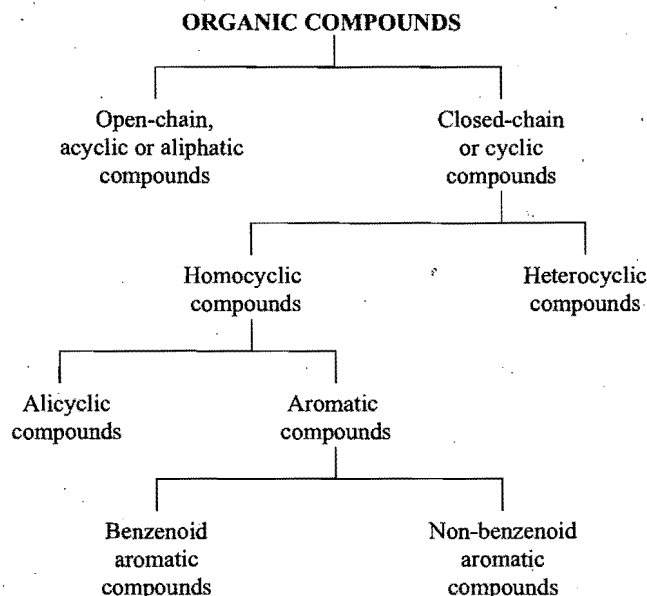 ORGANIC COMPOUNDS
Open-chain,
acyclic or aliphatic
compounds
Closed-chain
or cyclic
compounds
Homocyclic
compounds
Heterocyclic
compounds
Alicyclic
compounds
Aromatic
compounds
Benzenoid
aromatic
compounds
Non-benzenoid
aromatic
compounds